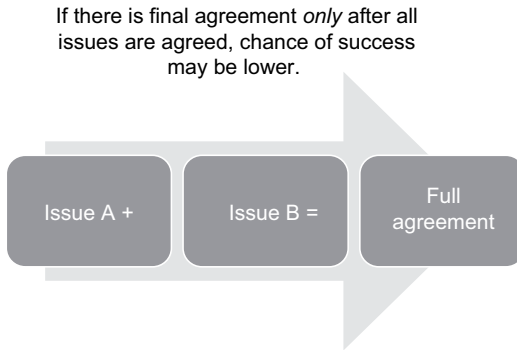 If there is final agreement only after all
issues are agreed, chance of success
may be lower.
Issue A +
Issue B =
Full
agreement